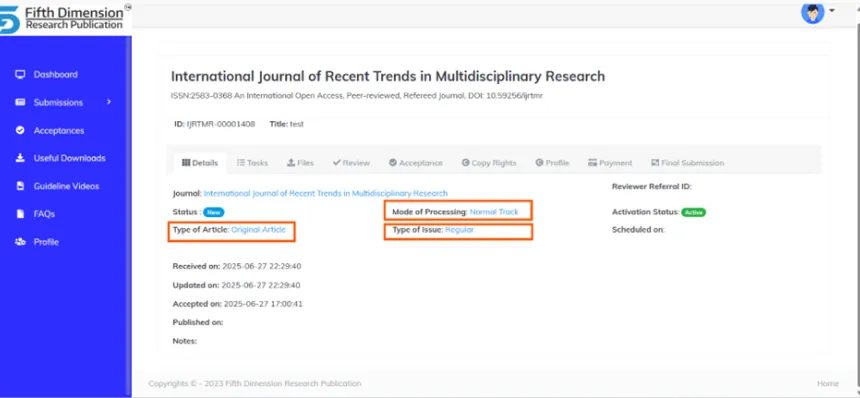 Fifth Dimension
Research Publication
Dashboard
Submissions
Acceptances
Useful Downloads
Guideline Videos
FAQs
Profile
International Journal of Recent Trends in Multidisciplinary Research
ISSN:2583-0368 An International Open Access, Peer-reviewed, Refereed Journal, DOI: 10.59256/ijrtmr
ID: IJRTMR-00001408 Title: test
Details Tasks Files Review Acceptance Copy Rights Profile Payment Final Submission
Journal: International Journal of Recent Trends in Multidisciplinary Research Reviewer Referral ID:
Status : New Mode of Processing: Normal Track Activation Status: Active
Type of Article: Original Article Type of Issue: Regular Scheduled on:
Received on: 2025-06-27 22:29:40
Updated on: 2025-06-27 22:29:40
Accepted on: 2025-06-27 17:00:41
Published on:
Notes:
Copyrights © - 2023 Fifth Dimension Research Publication Home